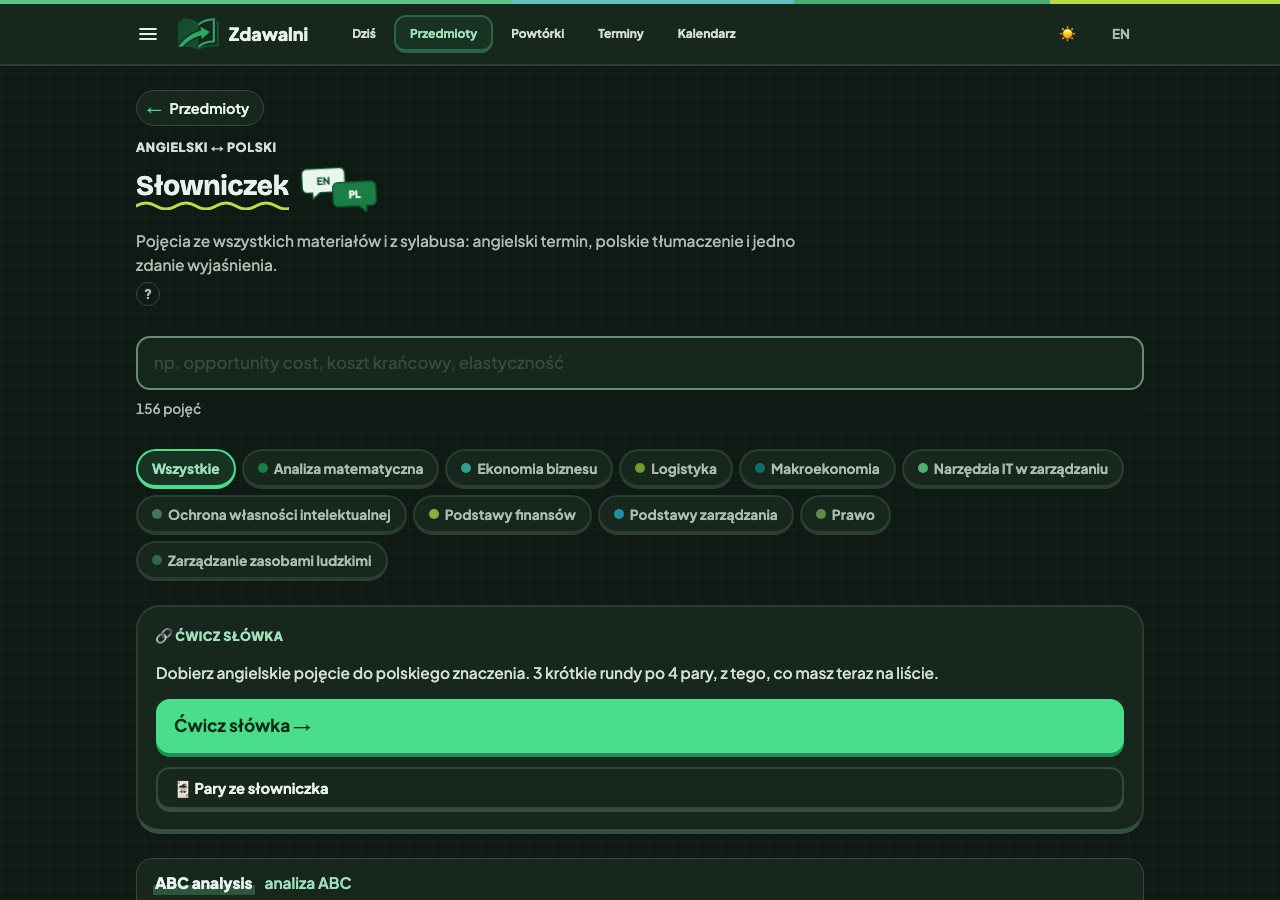 Zdawalni
Dziś
Przedmioty
Powtórki
Terminy
Kalendarz
EN
← Przedmioty
ANGIELSKI ↔ POLSKI
Słowniczek
EN
PL
Pojęcia ze wszystkich materiałów i z sylabusa: angielski termin, polskie tłumaczenie i jedno
zdanie wyjaśnienia.
?
np. opportunity cost, koszt krańcowy, elastyczność
156 pojęć
Wszystkie
Analiza matematyczna
Ekonomia biznesu
Logistyka
Makroekonomia
Narzędzia IT w zarządzaniu
Ochrona własności intelektualnej
Podstawy finansów
Podstawy zarządzania
Prawo
Zarządzanie zasobami ludzkimi
ĆWICZ SŁÓWKA
Dobierz angielskie pojęcie do polskiego znaczenia. 3 krótkie rundy po 4 pary, z tego, co masz teraz na liście.
Ćwicz słówka →
Pary ze słowniczka
ABC analysis analiza ABC